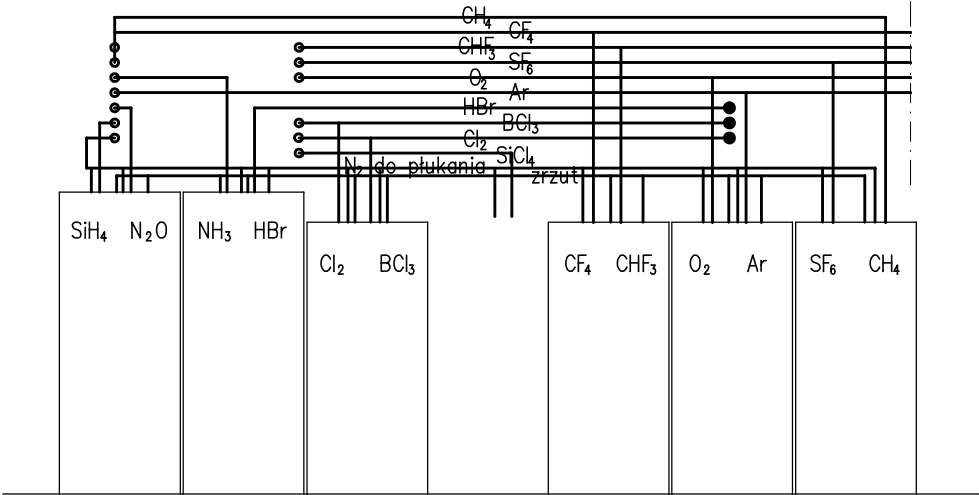 CH₄
CF₄
CHF₃
SF₆
O₂
Ar
HBr
BCl₃
Cl₂
SiCl₄
N₂ do płukania
zrzut
SiH₄ N₂O NH₃ HBr
Cl₂ BCl₃ CF₄ CHF₃ O₂ Ar SF₆ CH₄